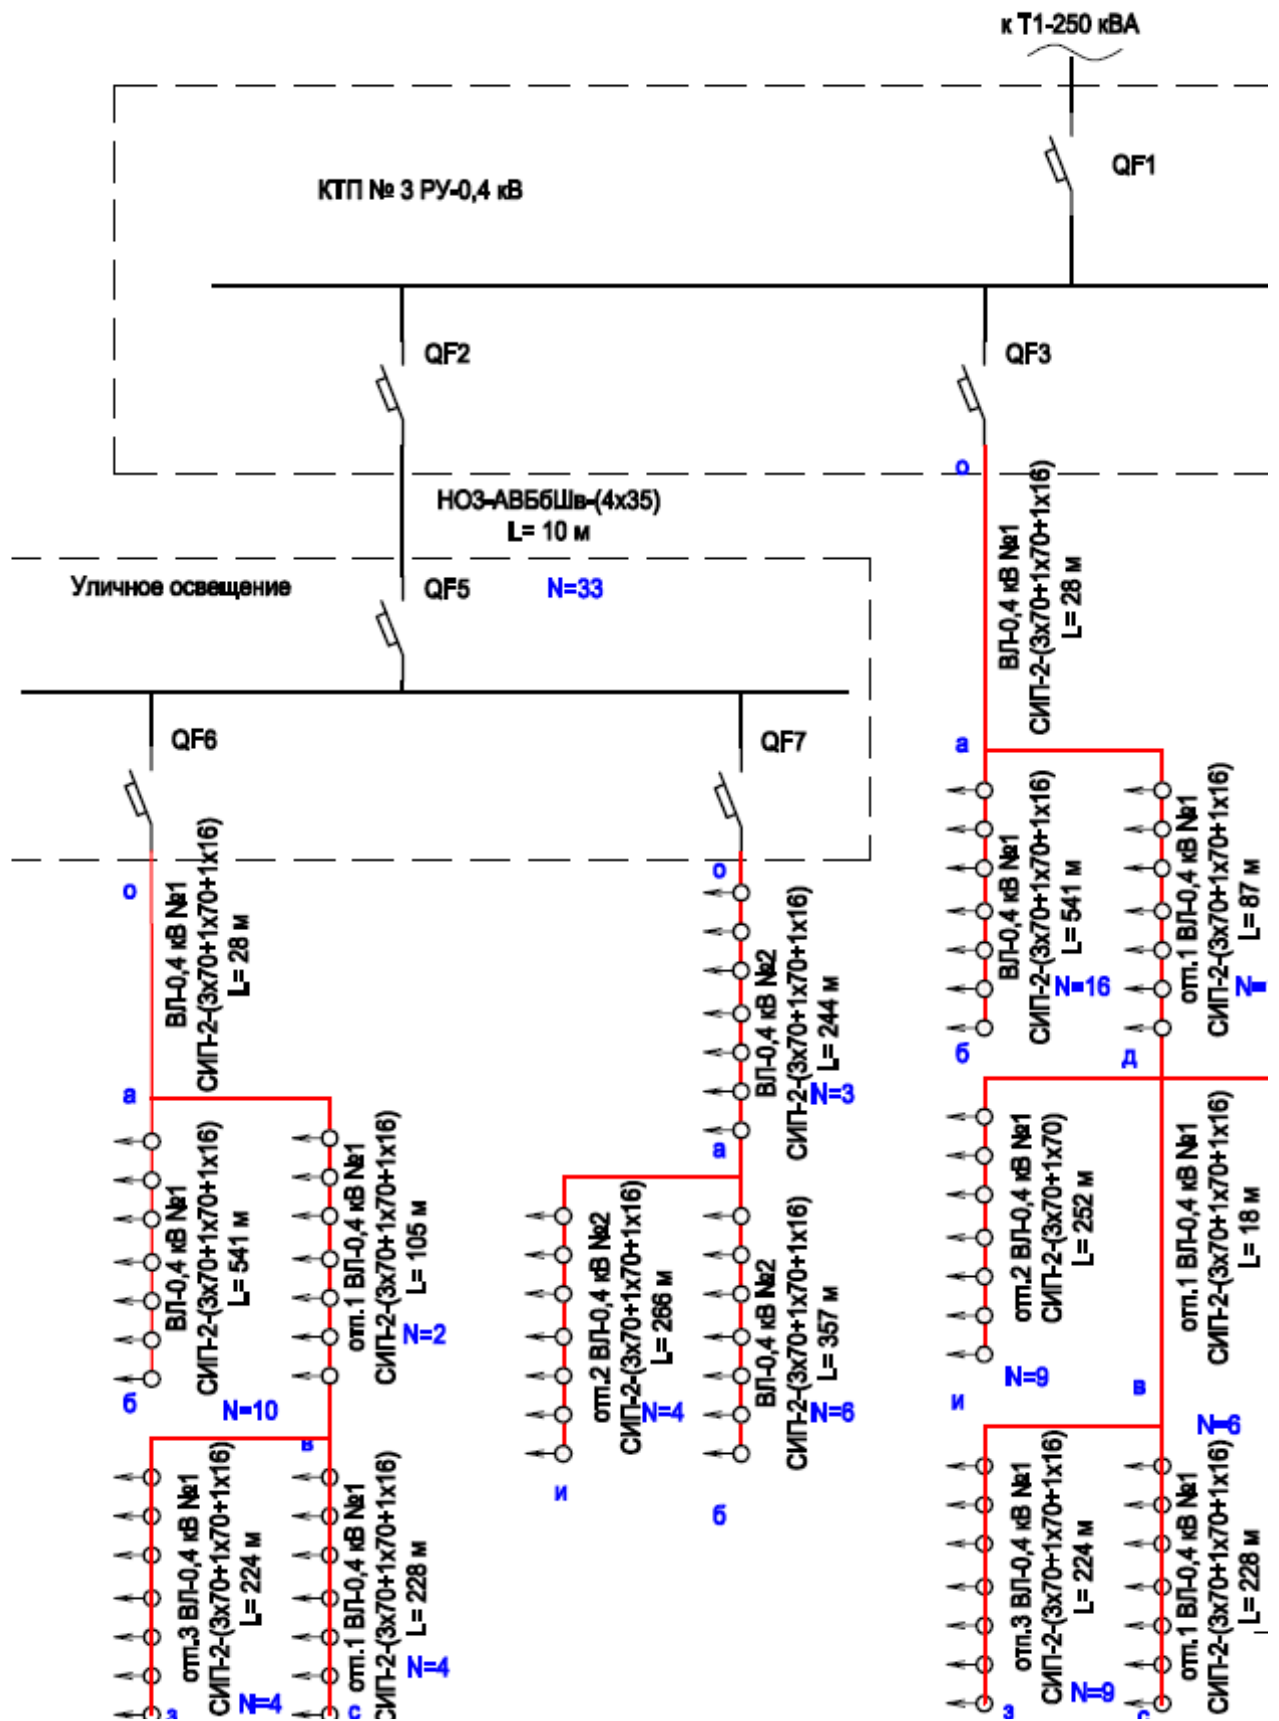 к Т1-250 кВА
QF1
КТП № 3 РУ-0,4 кВ
QF2
QF3
о
НО3-АВБбШв-(4х35)
L= 10 м
ВЛ-0,4 кВ №1
СИП-2-(3х70+1х70+1х16)
L= 28 м
Уличное освещение
QF5
N=33
QF6
QF7
а
о
ВЛ-0,4 кВ №1
СИП-2-(3х70+1х70+1х16)
L= 28 м
о
ВЛ-0,4 кВ №2
СИП-2-(3х70+1х70+1х16)
L= 244 м
N=3
ВЛ-0,4 кВ №1
СИП-2-(3х70+1х70+1х16)
L= 541 м
N=16
отп.1 ВЛ-0,4 кВ №1
СИП-2-(3х70+1х70+1х16)
L= 87 м
N=
б
д
а
а
ВЛ-0,4 кВ №1
СИП-2-(3х70+1х70+1х16)
L= 541 м
отп.1 ВЛ-0,4 кВ №1
СИП-2-(3х70+1х70+1х16)
L= 105 м
N=2
отп.2 ВЛ-0,4 кВ №2
СИП-2-(3х70+1х70+1х16)
L= 266 м
N=4
ВЛ-0,4 кВ №2
СИП-2-(3х70+1х70+1х16)
L= 357 м
N=6
отп.2 ВЛ-0,4 кВ №1
СИП-2-(3х70+1х70)
L= 252 м
N=9
отп.1 ВЛ-0,4 кВ №1
СИП-2-(3х70+1х70+1х16)
L= 18 м
б
N=10
в
и
б
и
в
N=6
отп.3 ВЛ-0,4 кВ №1
СИП-2-(3х70+1х70+1х16)
L= 224 м
N=4
з
отп.1 ВЛ-0,4 кВ №1
СИП-2-(3х70+1х70+1х16)
L= 228 м
N=4
с
отп.3 ВЛ-0,4 кВ №1
СИП-2-(3х70+1х70+1х16)
L= 224 м
N=9
з
отп.1 ВЛ-0,4 кВ №1
СИП-2-(3х70+1х70+1х16)
L= 228 м
с